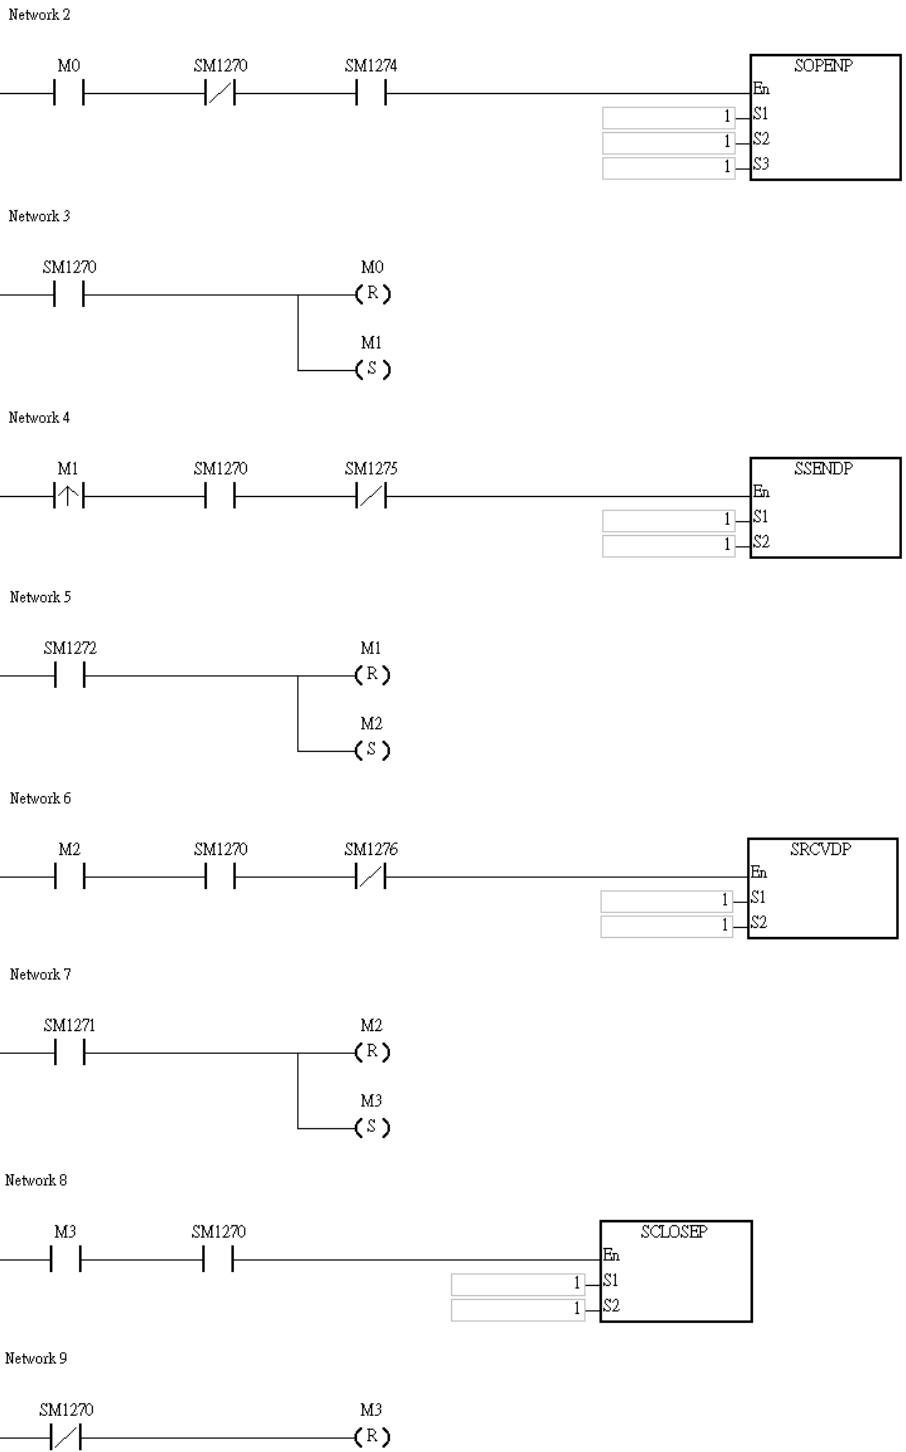 Network 2
M0 SM1270 SM1274 SOPENP
En
1 S1
1 S2
1 S3
Network 3
SM1270 M0
R
M1
S
Network 4
M1 SM1270 SM1275 SSENDP
En
1 S1
1 S2
Network 5
SM1272 M1
R
M2
S
Network 6
M2 SM1270 SM1276 SRCVDP
En
1 S1
1 S2
Network 7
SM1271 M2
R
M3
S
Network 8
M3 SM1270 SCLOSEP
En
1 S1
1 S2
Network 9
SM1270 M3
R